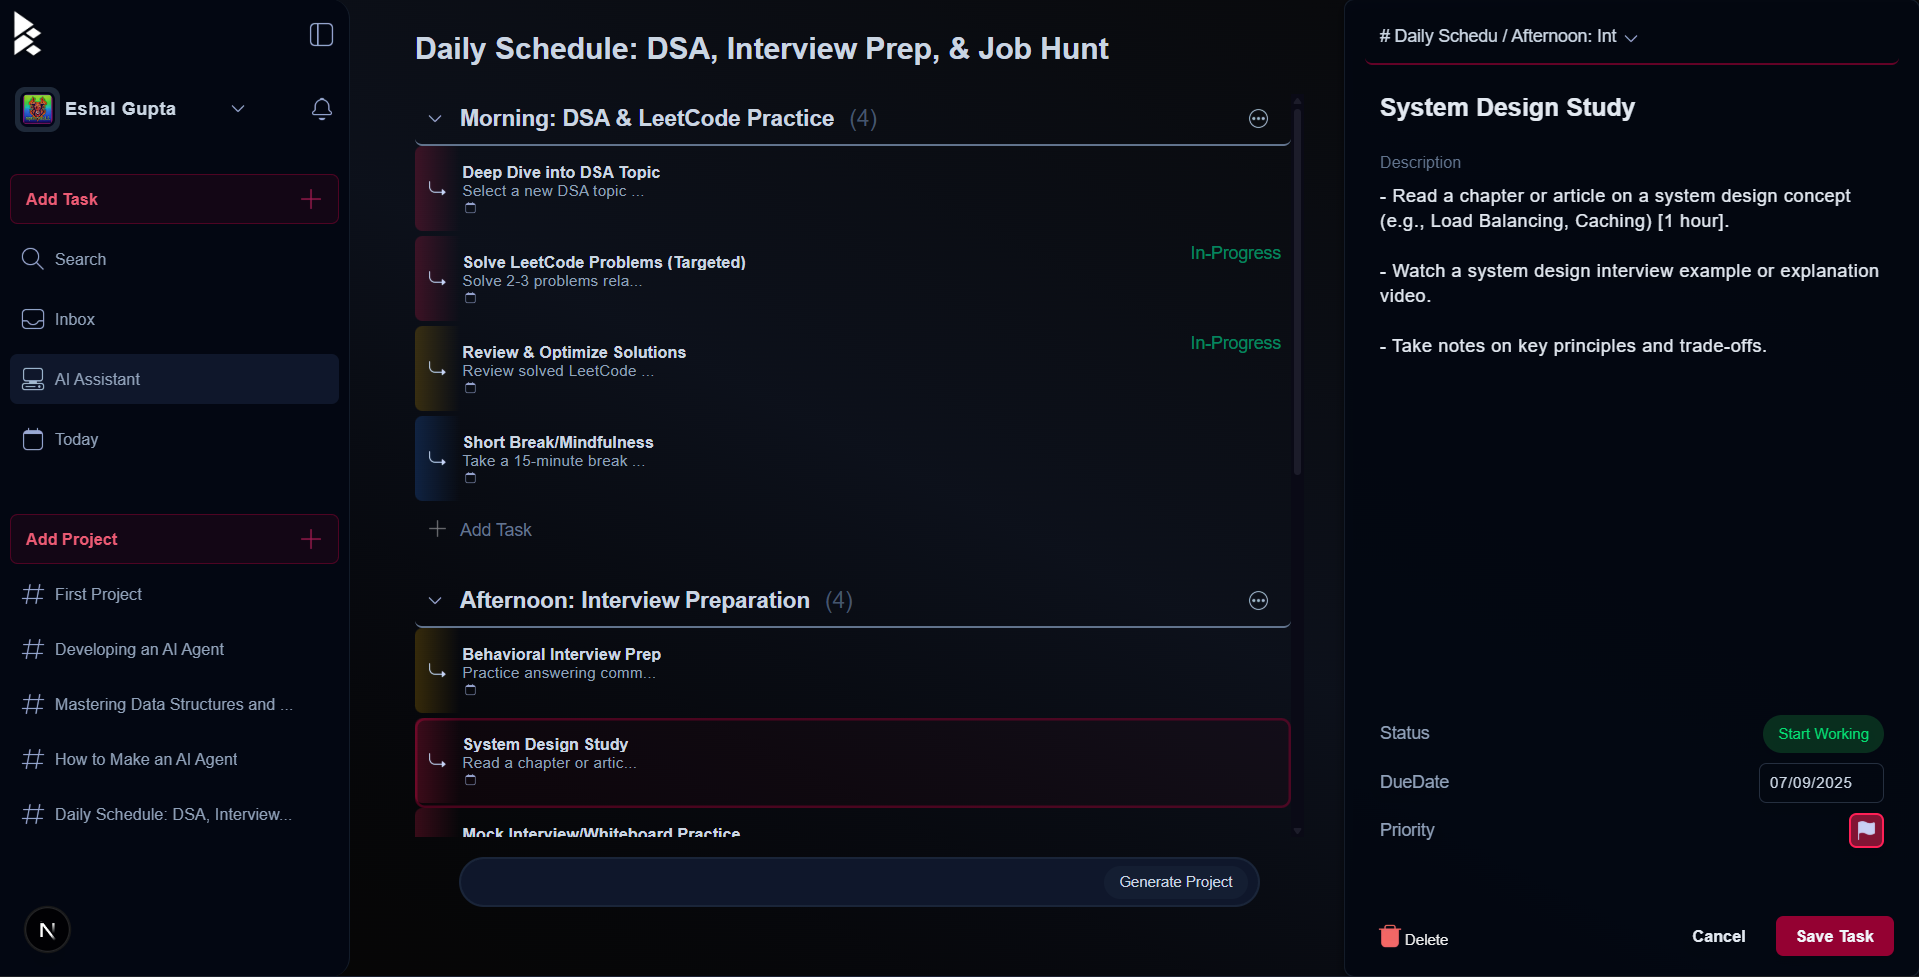 Eshal Gupta
Add Task
Search
Inbox
AI Assistant
Today
Add Project
First Project
Developing an AI Agent
Mastering Data Structures and ...
How to Make an AI Agent
Daily Schedule: DSA, Interview...
N
Daily Schedule: DSA, Interview Prep, & Job Hunt
Morning: DSA & LeetCode Practice (4)
Deep Dive into DSA Topic
Select a new DSA topic ...
Solve LeetCode Problems (Targeted)
In-Progress
Solve 2-3 problems rela...
Review & Optimize Solutions
In-Progress
Review solved LeetCode ...
Short Break/Mindfulness
Take a 15-minute break ...
Add Task
Afternoon: Interview Preparation (4)
Behavioral Interview Prep
Practice answering comm...
System Design Study
Read a chapter or artic...
Mock Interview/Whiteboard Practice
Generate Project
# Daily Schedu / Afternoon: Int
System Design Study
Description
- Read a chapter or article on a system design concept
(e.g., Load Balancing, Caching) [1 hour].
- Watch a system design interview example or explanation
video.
- Take notes on key principles and trade-offs.
Status
Start Working
DueDate
07/09/2025
Priority
Delete
Cancel
Save Task